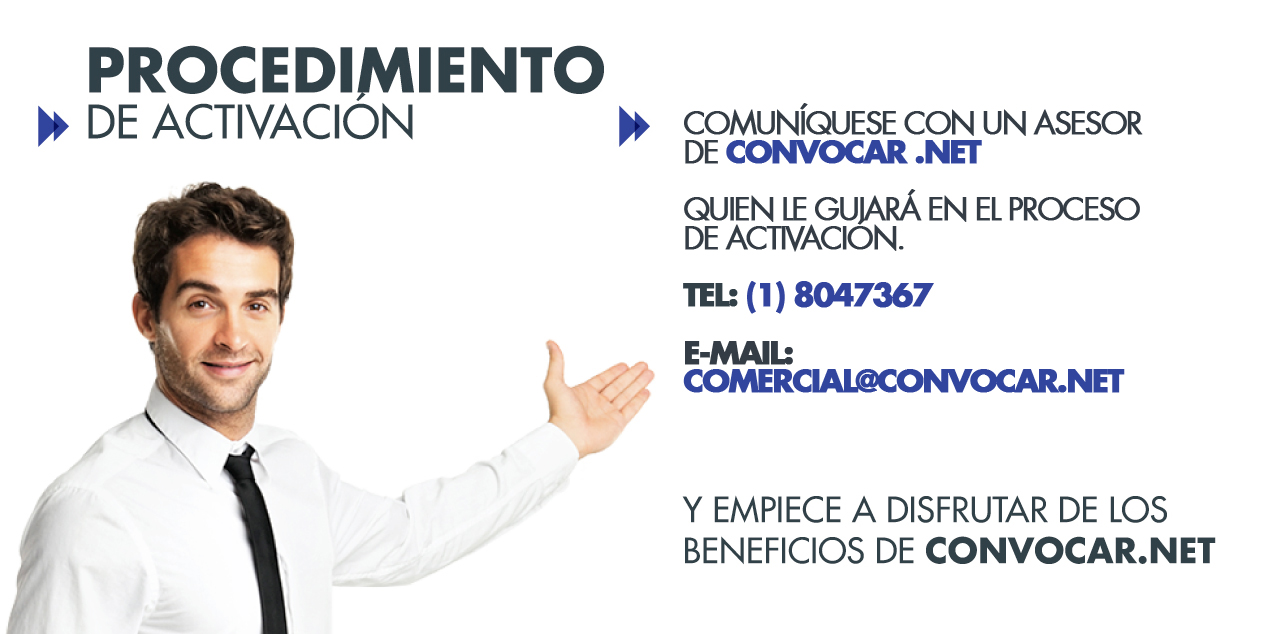 PROCEDIMIENTO
DE ACTIVACIÓN
COMUNÍQUESE CON UN ASESOR
DE CONVOCAR .NET
QUIEN LE GUIARÁ EN EL PROCESO
DE ACTIVACIÓN.
TEL: (1) 8047367
E-MAIL:
COMERCIAL@CONVOCAR.NET
Y EMPIECE A DISFRUTAR DE LOS
BENEFICIOS DE CONVOCAR.NET